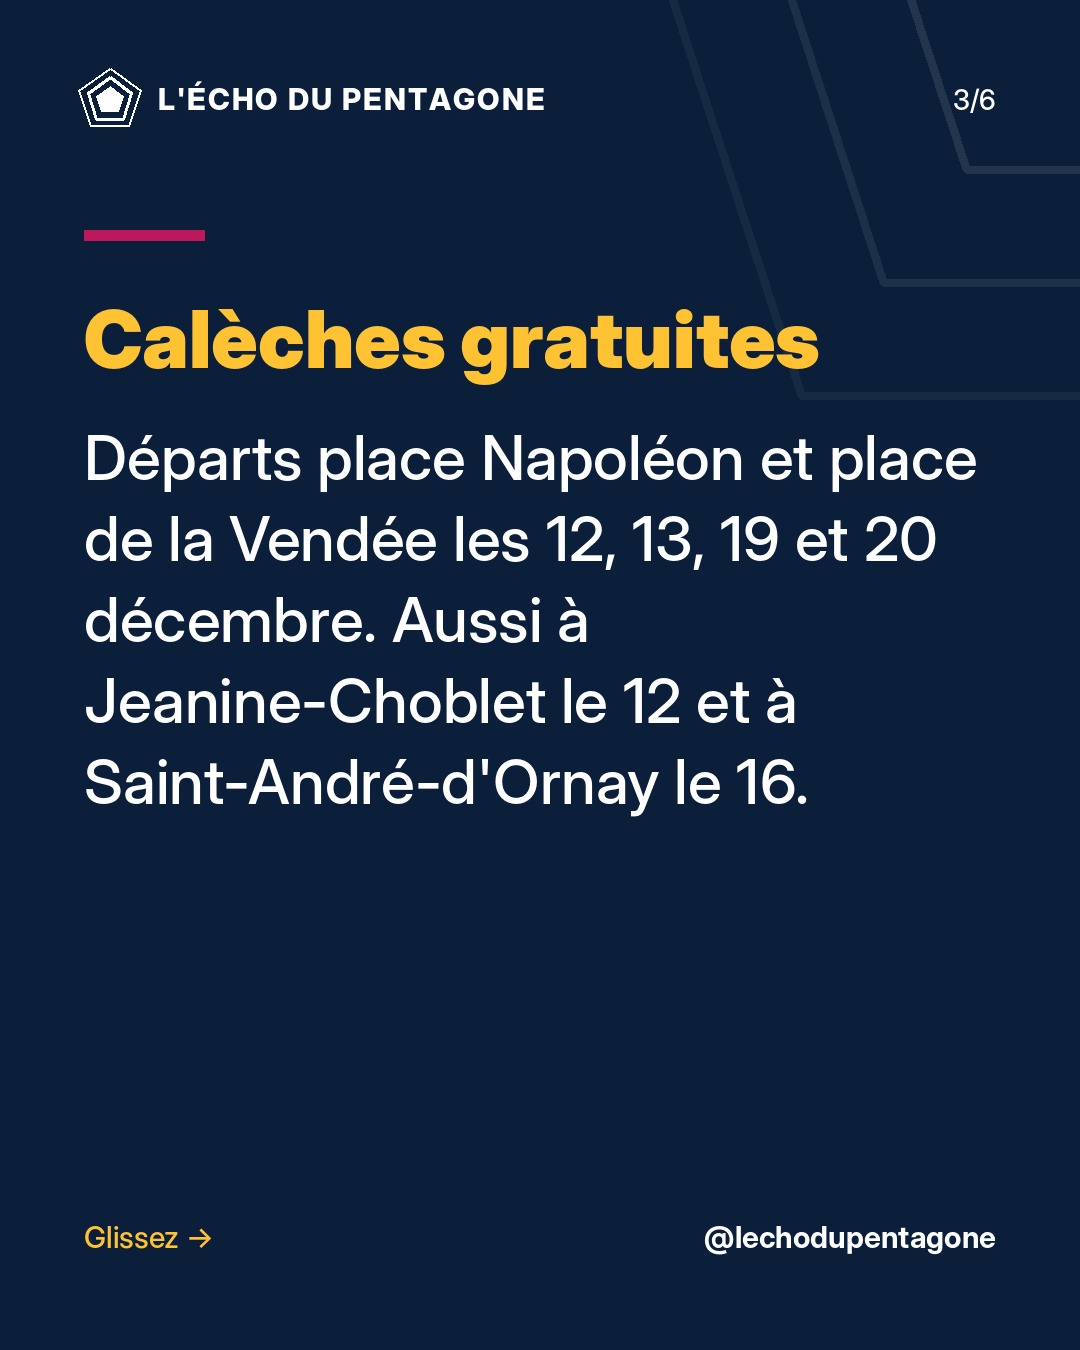 L'ÉCHO DU PENTAGONE
3/6
Calèches gratuites
Départs place Napoléon et place
de la Vendée les 12, 13, 19 et 20
décembre. Aussi à
Jeanine-Choblet le 12 et à
Saint-André-d'Ornay le 16.
Glissez →
@lechodupentagone